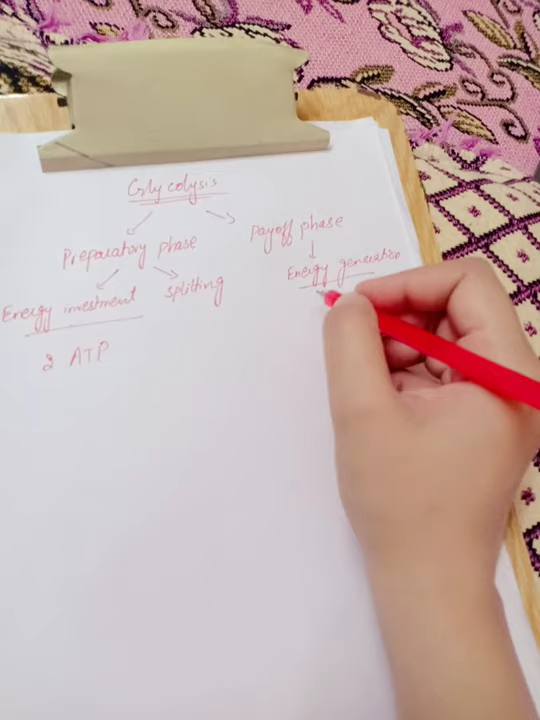 Glycolysis
Preparatory phase
Payoff phase
Energy investment
splitting
Energy generation
2 ATP